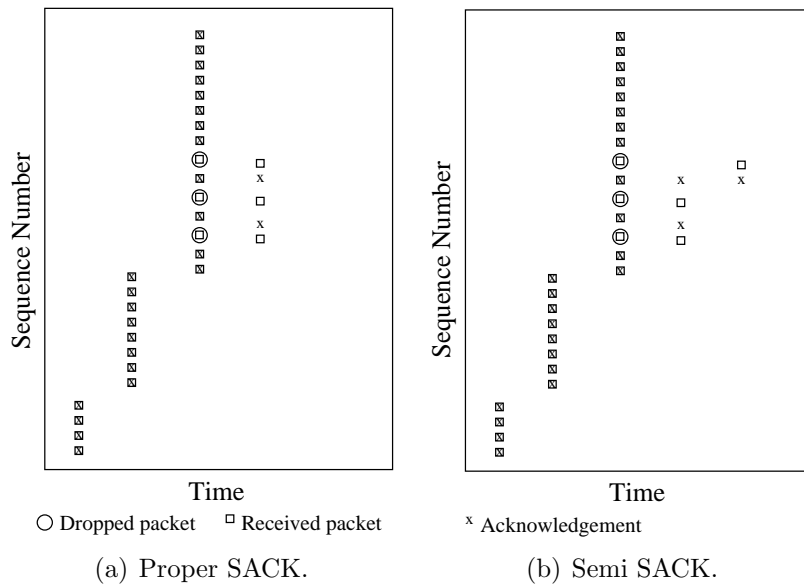 Sequence Number
Time
Sequence Number
Time
Dropped packet
Received packet
x Acknowledgement
(a) Proper SACK.
(b) Semi SACK.